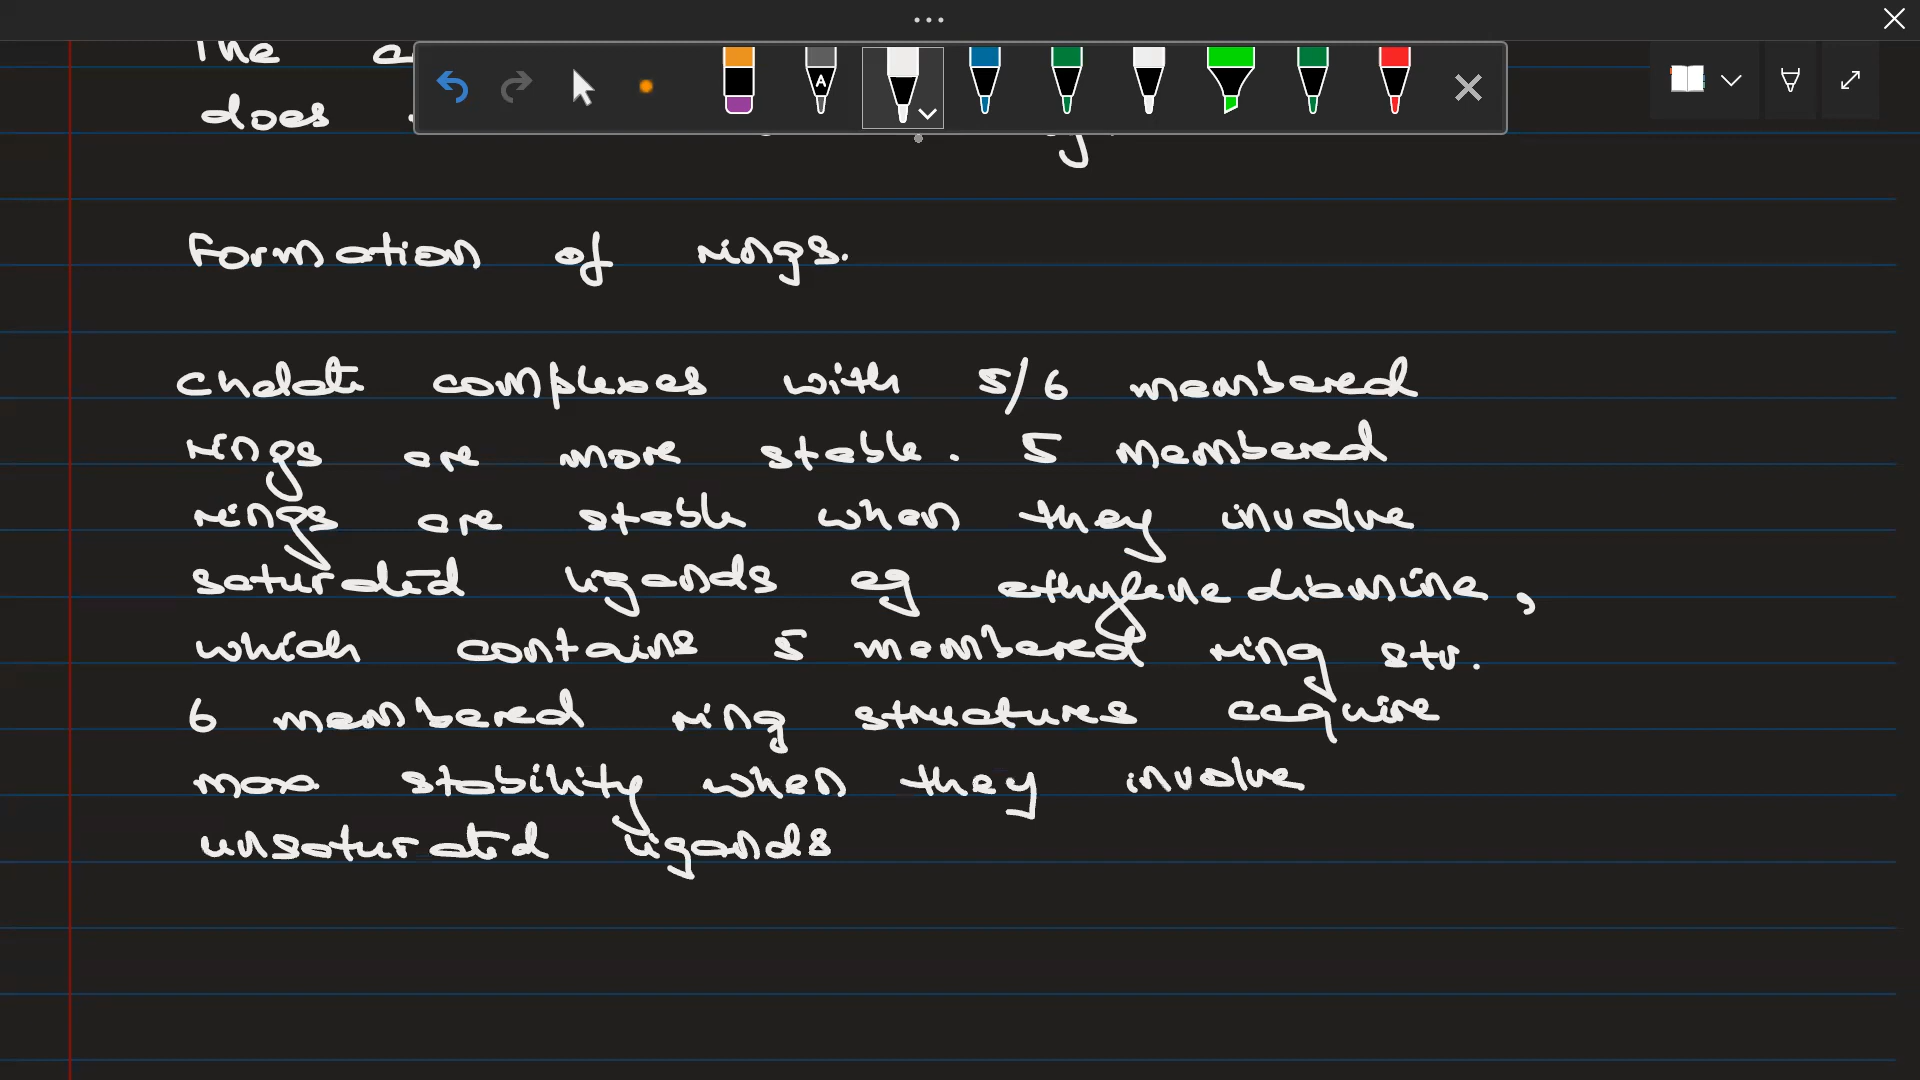 The
does
Formation of rings.
chelate complexes with 5/6 membered
rings are more stable. 5 membered
rings are stable when they involve
saturated ligands eg ethylene diamine,
which contains 5 membered ring str.
6 membered ring structures acquire
more stability when they involve
unsaturated ligands